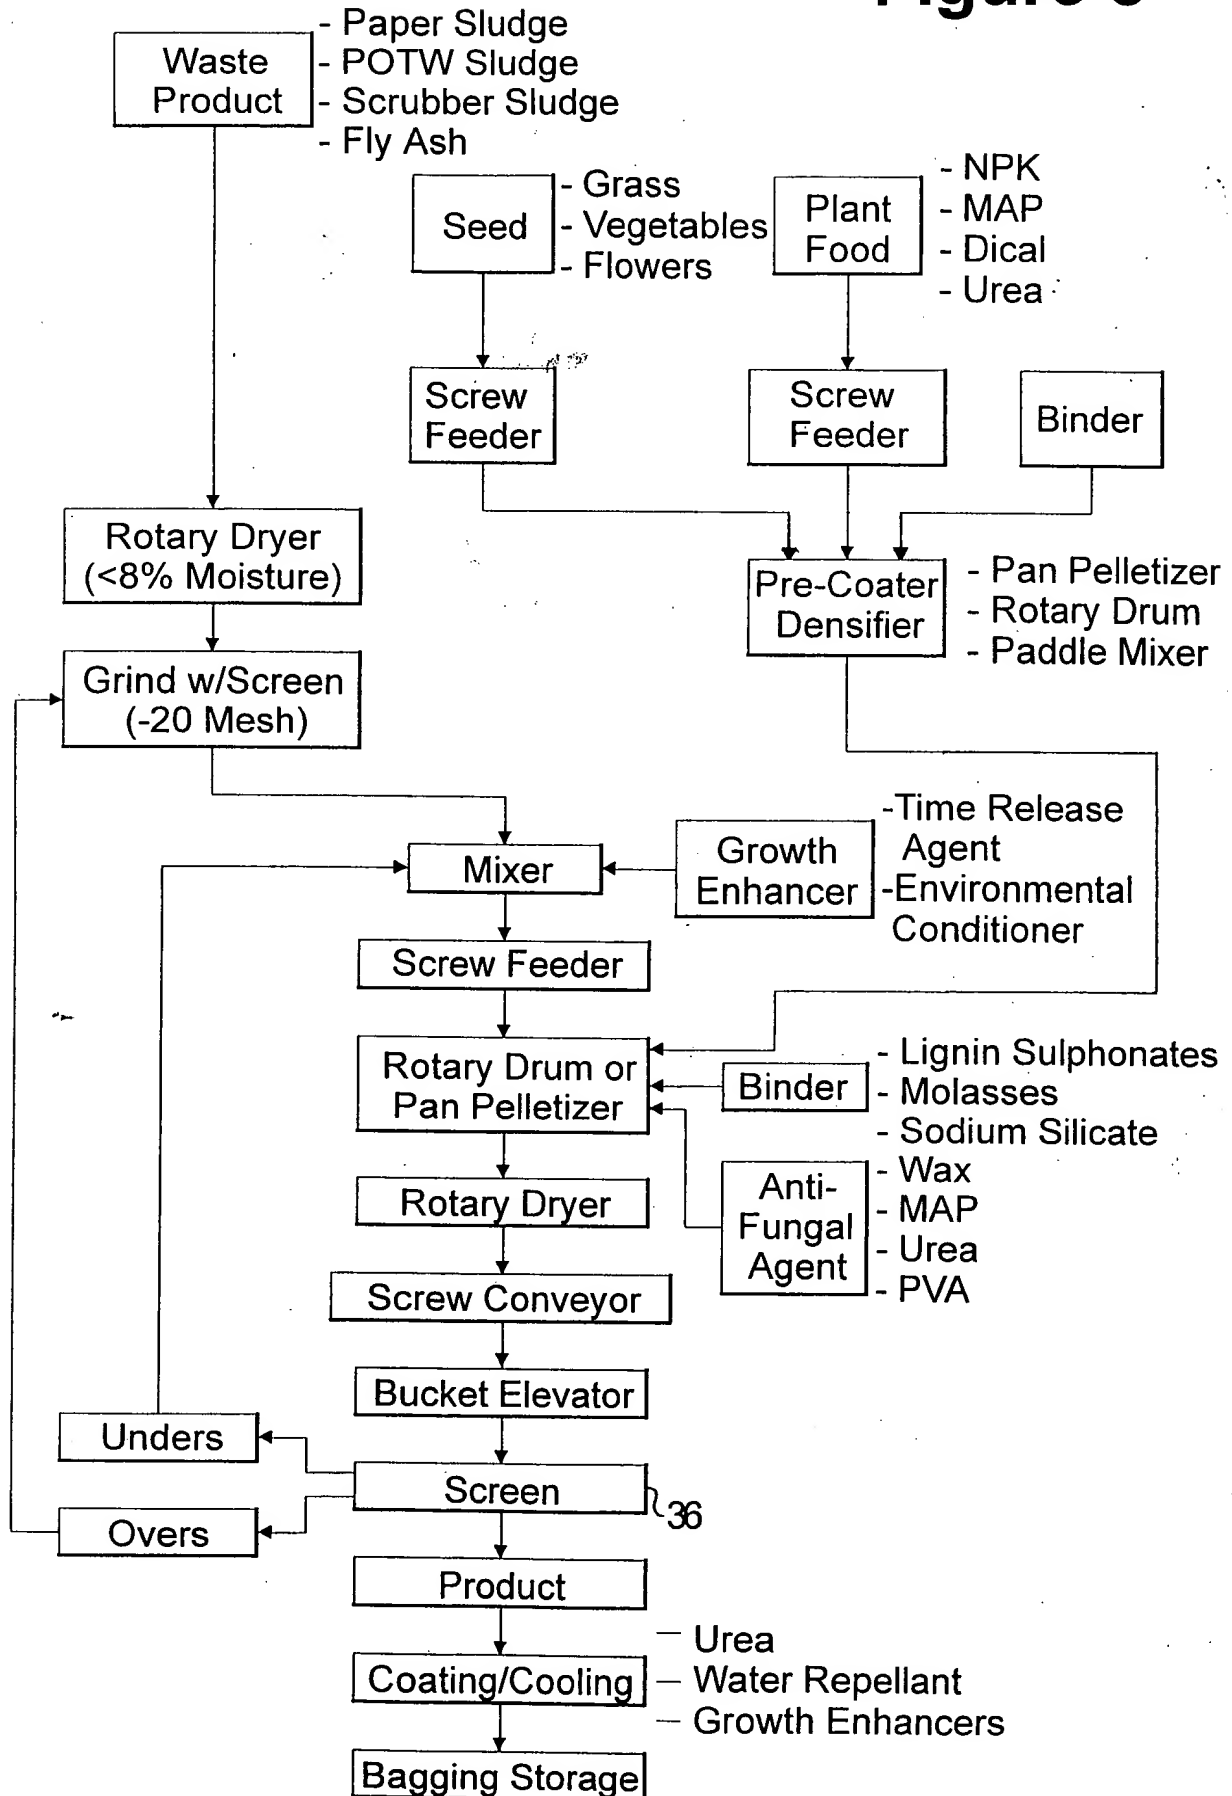 Waste
Product
- Paper Sludge
- POTW Sludge
- Scrubber Sludge
- Fly Ash
Seed
- Grass
- Vegetables
- Flowers
Plant
Food
- NPK
- MAP
- Dical
- Urea
Screw
Feeder
Screw
Feeder
Binder
Rotary Dryer
(<8% Moisture)
Pre-Coater
Densifier
- Pan Pelletizer
- Rotary Drum
- Paddle Mixer
Grind w/Screen
(-20 Mesh)
Mixer
Growth
Enhancer
-Time Release
Agent
-Environmental
Conditioner
Screw Feeder
Rotary Drum or
Pan Pelletizer
Binder
- Lignin Sulphonates
- Molasses
- Sodium Silicate
- Wax
- MAP
- Urea
- PVA
Anti-
Fungal
Agent
Rotary Dryer
Screw Conveyor
Bucket Elevator
Unders
Screen
36
Overs
Product
Coating/Cooling
— Urea
— Water Repellant
— Growth Enhancers
Bagging Storage